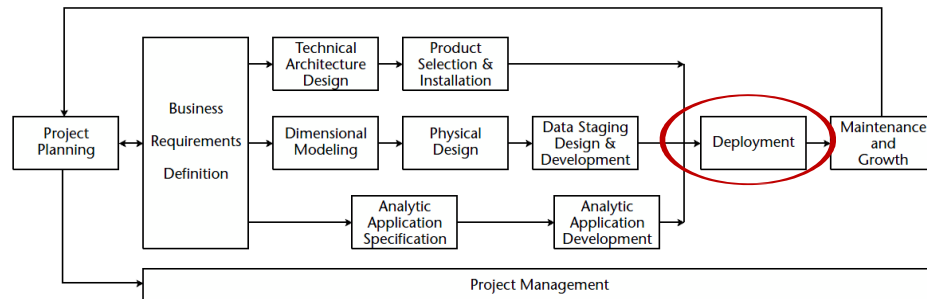 Project
Planning
Business
Requirements
Definition
Technical
Architecture
Design
Product
Selection &
Installation
Dimensional
Modeling
Physical
Design
Data Staging
Design &
Development
Deployment
Maintenance
and
Growth
Analytic
Application
Specification
Analytic
Application
Development
Project Management